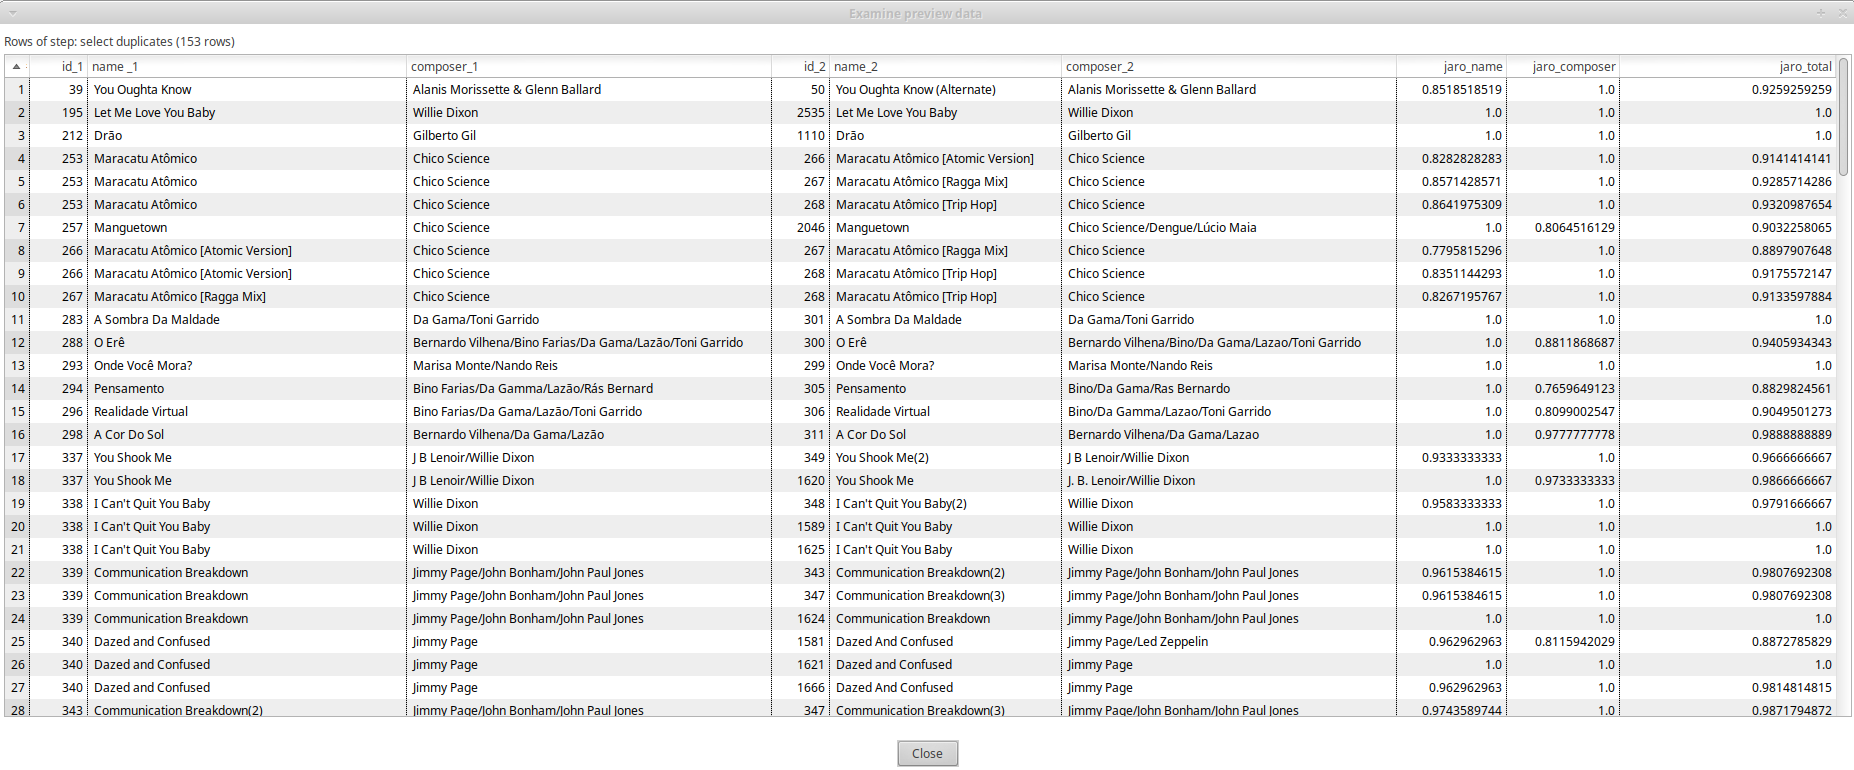 Examine preview data
Rows of step: select duplicates (153 rows)
id_1 name _1 composer_1 id_2 name_2 composer_2 jaro_name jaro_composer jaro_total
1 39 You Oughta Know Alanis Morissette & Glenn Ballard 50 You Oughta Know (Alternate) Alanis Morissette & Glenn Ballard 0.8518518519 1.0 0.9259259259
2 195 Let Me Love You Baby Willie Dixon 2535 Let Me Love You Baby Willie Dixon 1.0 1.0 1.0
3 212 Drão Gilberto Gil 1110 Drão Gilberto Gil 1.0 1.0 1.0
4 253 Maracatu Atômico Chico Science 266 Maracatu Atômico [Atomic Version] Chico Science 0.8282828283 1.0 0.9141414141
5 253 Maracatu Atômico Chico Science 267 Maracatu Atômico [Ragga Mix] Chico Science 0.8571428571 1.0 0.9285714286
6 253 Maracatu Atômico Chico Science 268 Maracatu Atômico [Trip Hop] Chico Science 0.8641975309 1.0 0.9320987654
7 257 Manguetown Chico Science 2046 Manguetown Chico Science/Dengue/Lúcio Maia 1.0 0.8064516129 0.9032258065
8 266 Maracatu Atômico [Atomic Version] Chico Science 267 Maracatu Atômico [Ragga Mix] Chico Science 0.7795815296 1.0 0.8897907648
9 266 Maracatu Atômico [Atomic Version] Chico Science 268 Maracatu Atômico [Trip Hop] Chico Science 0.8351144293 1.0 0.9175572147
10 267 Maracatu Atômico [Ragga Mix] Chico Science 268 Maracatu Atômico [Trip Hop] Chico Science 0.8267195767 1.0 0.9133597884
11 283 A Sombra Da Maldade Da Gama/Toni Garrido 301 A Sombra Da Maldade Da Gama/Toni Garrido 1.0 1.0 1.0
12 288 O Erê Bernardo Vilhena/Bino Farias/Da Gama/Lazão/Toni Garrido 300 O Erê Bernardo Vilhena/Bino/Da Gama/Lazao/Toni Garrido 1.0 0.8811868687 0.9405934343
13 293 Onde Você Mora? Marisa Monte/Nando Reis 299 Onde Você Mora? Marisa Monte/Nando Reis 1.0 1.0 1.0
14 294 Pensamento Bino Farias/Da Gamma/Lazão/Rás Bernard 305 Pensamento Bino/Da Gama/Ras Bernardo 1.0 0.7659649123 0.8829824561
15 296 Realidade Virtual Bino Farias/Da Gama/Lazão/Toni Garrido 306 Realidade Virtual Bino/Da Gamma/Lazao/Toni Garrido 1.0 0.8099002547 0.9049501273
16 298 A Cor Do Sol Bernardo Vilhena/Da Gama/Lazão 311 A Cor Do Sol Bernardo Vilhena/Da Gama/Lazao 1.0 0.9777777778 0.9888888889
17 337 You Shook Me J B Lenoir/Willie Dixon 349 You Shook Me(2) J B Lenoir/Willie Dixon 0.9333333333 1.0 0.9666666667
18 337 You Shook Me J B Lenoir/Willie Dixon 1620 You Shook Me J. B. Lenoir/Willie Dixon 1.0 0.9733333333 0.9866666667
19 338 I Can't Quit You Baby Willie Dixon 348 I Can't Quit You Baby(2) Willie Dixon 0.9583333333 1.0 0.9791666667
20 338 I Can't Quit You Baby Willie Dixon 1589 I Can't Quit You Baby Willie Dixon 1.0 1.0 1.0
21 338 I Can't Quit You Baby Willie Dixon 1625 I Can't Quit You Baby Willie Dixon 1.0 1.0 1.0
22 339 Communication Breakdown Jimmy Page/John Bonham/John Paul Jones 343 Communication Breakdown(2) Jimmy Page/John Bonham/John Paul Jones 0.9615384615 1.0 0.9807692308
23 339 Communication Breakdown Jimmy Page/John Bonham/John Paul Jones 347 Communication Breakdown(3) Jimmy Page/John Bonham/John Paul Jones 0.9615384615 1.0 0.9807692308
24 339 Communication Breakdown Jimmy Page/John Bonham/John Paul Jones 1624 Communication Breakdown Jimmy Page/John Bonham/John Paul Jones 1.0 1.0 1.0
25 340 Dazed and Confused Jimmy Page 1581 Dazed And Confused Jimmy Page/Led Zeppelin 0.962962963 0.8115942029 0.8872785829
26 340 Dazed and Confused Jimmy Page 1621 Dazed and Confused Jimmy Page 1.0 1.0 1.0
27 340 Dazed and Confused Jimmy Page 1666 Dazed And Confused Jimmy Page 0.962962963 1.0 0.9814814815
28 343 Communication Breakdown(2) Jimmy Page/John Bonham/John Paul Jones 347 Communication Breakdown(3) Jimmy Page/John Bonham/John Paul Jones 0.9743589744 1.0 0.9871794872
Close